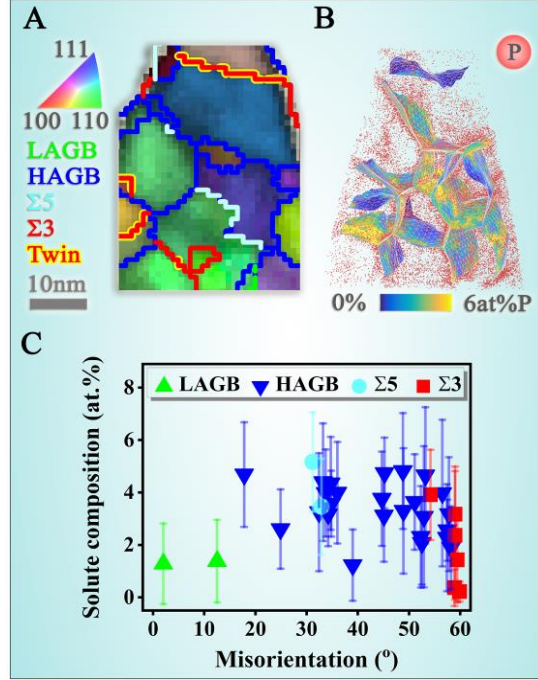 A
111
100 110
LAGB
HAGB
Σ5
Σ3
Twin
10nm
B
P
0% 6at%P
C
LAGB HAGB Σ5 Σ3
Solute composition (at.%)
8
6
4
2
0
0 10 20 30 40 50 60
Misorientation (°)